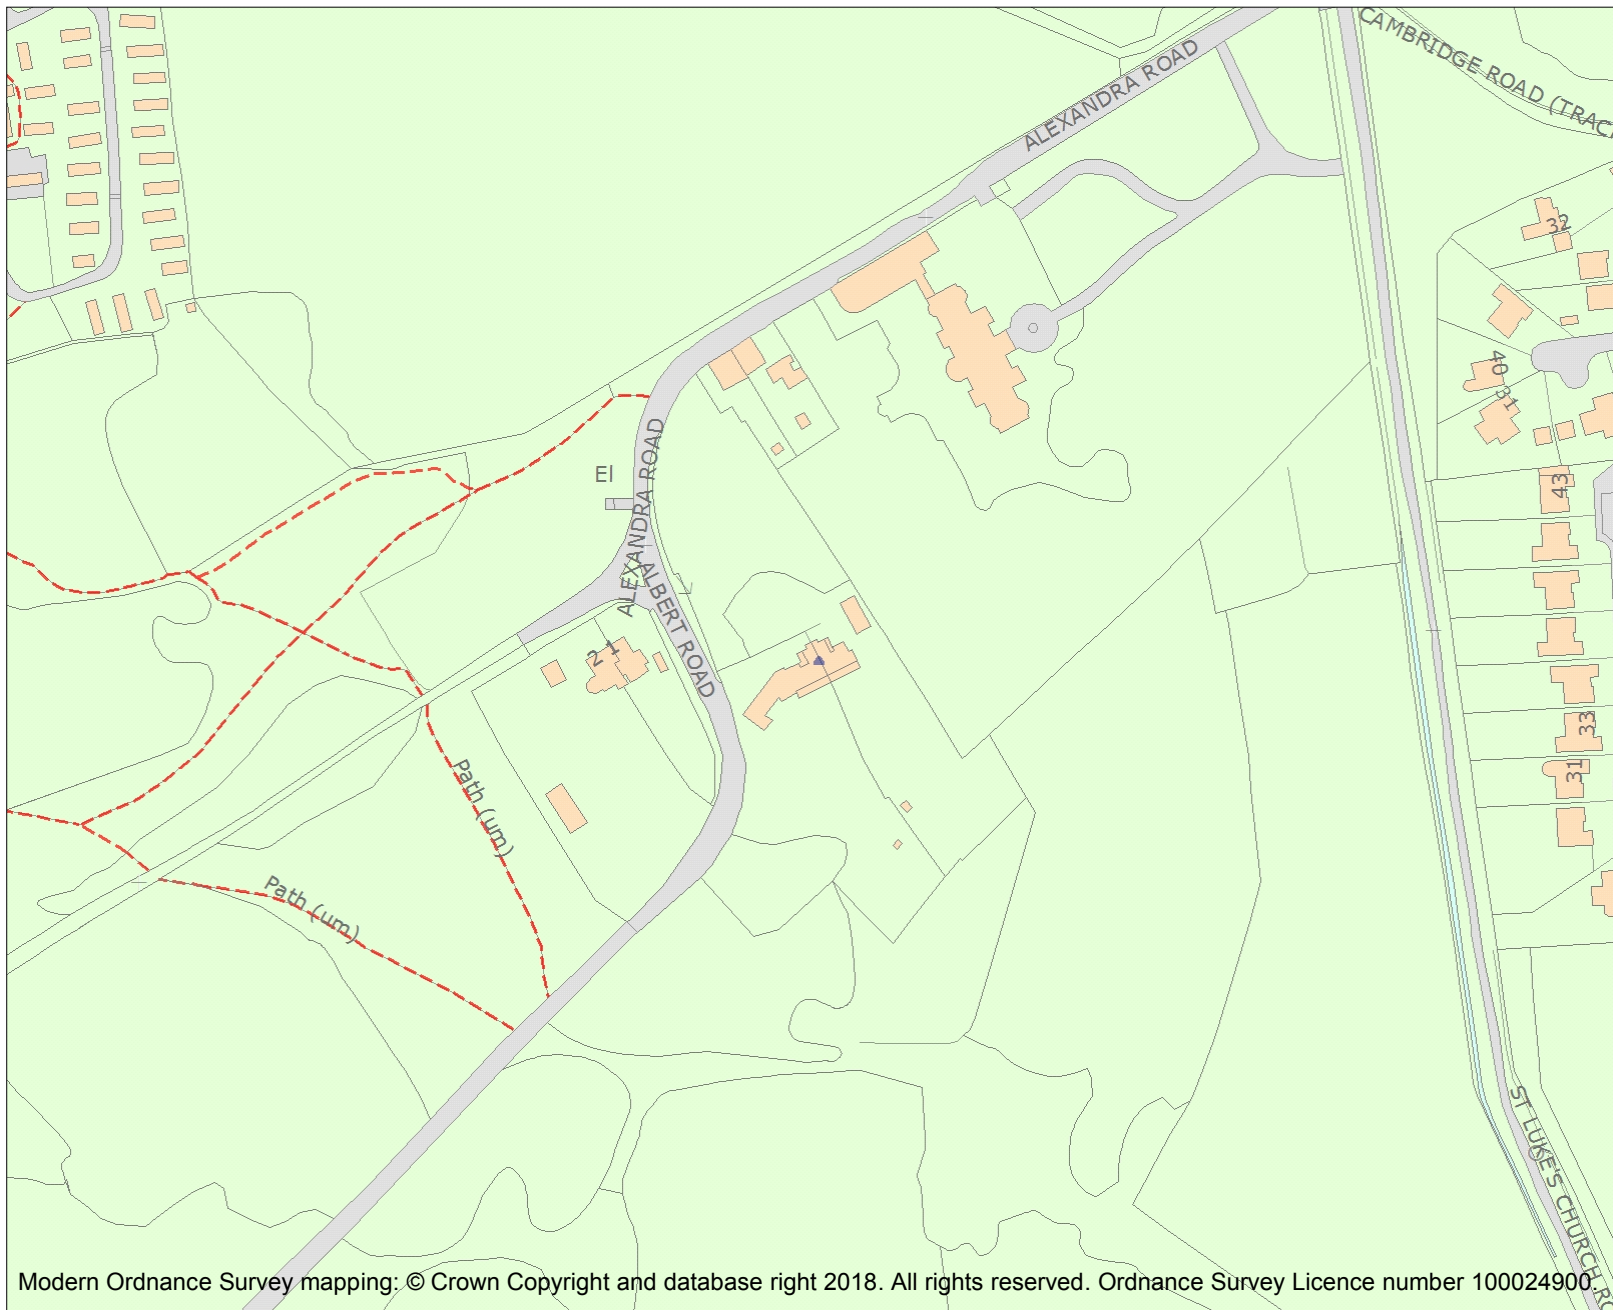 CAMBRIDGE ROAD (TRACK
ALEXANDRA ROAD
32
40
31
ALEXANDRA ROAD
El
43
ALBERT ROAD
2 1
33
31
Path (um)
Path (um)
ST LUKE'S CHURCH RO
Modern Ordnance Survey mapping: © Crown Copyright and database right 2018. All rights reserved. Ordnance Survey Licence number 100024900.